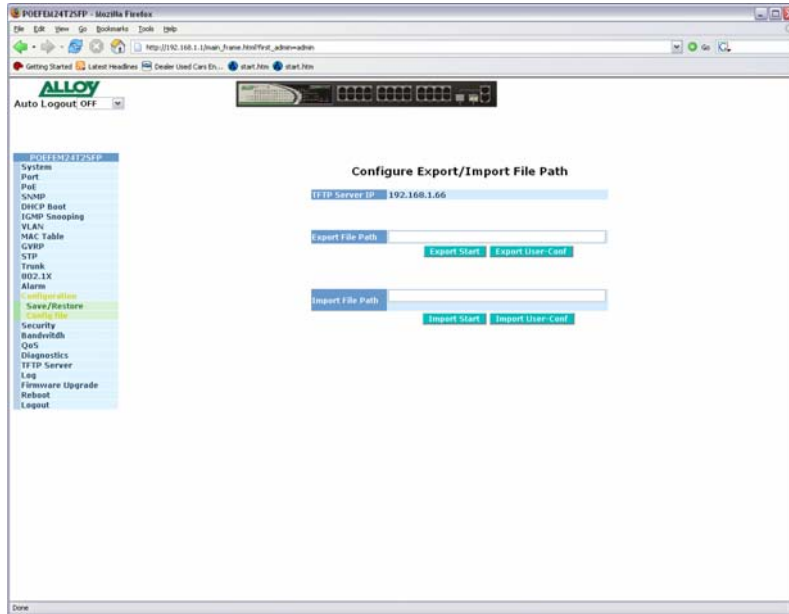 POEFEM24T2SFP - Mozilla Firefox
File Edit View Go Bookmarks Tools Help
http://192.168.1.1/main_frame.html?first_admin=admin
Go
Getting Started Latest Headlines Dealer Used Cars En... start.htm start.htm
ALLOY
Auto Logout OFF
POEFEM24T2SFP
System
Port
PoE
SNMP
DHCP Boot
IGMP Snooping
VLAN
MAC Table
GVRP
STP
Trunk
802.1X
Alarm
Configuration
Save/Restore
Config file
Security
Bandwitdh
QoS
Diagnostics
TFTP Server
Log
Firmware Upgrade
Reboot
Logout
Configure Export/Import File Path
TFTP Server IP 192.168.1.66
Export File Path
Export Start Export User-Conf
Import File Path
Import Start Import User-Conf
Done